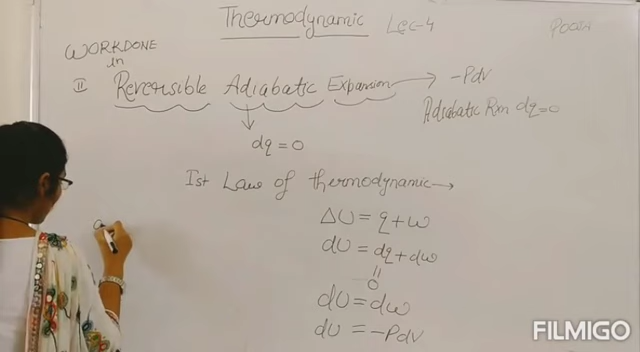 Thermodynamic Lec-4
WORKDONE
in
II Reversible Adiabatic Expansion → -PdV
Adiabatic Rxn dq=0
↓
dq = 0
Ist Law of thermodynamic →
ΔU = q+w
dU = dq+dw
=
0
dU = dw
dU = -PdV
FILMIGO